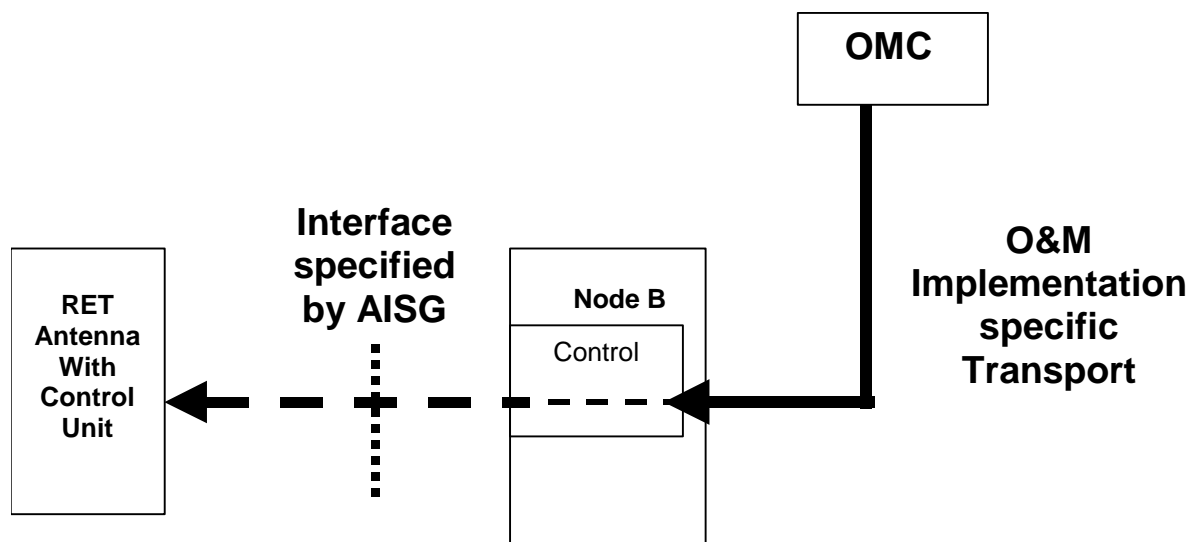 OMC
Interface
specified
by AISG
O&M
Implementation
specific
Transport
RET
Antenna
With
Control
Unit
Node B
Control